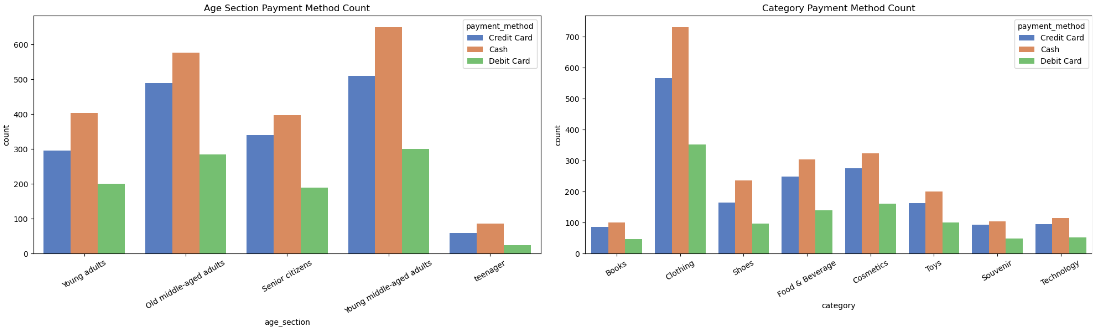 Age Section Payment Method Count
payment_method
Credit Card
Cash
Debit Card
600
500
400
300
200
100
0
count
Young adults
Old middle-aged adults
Senior citizens
Young middle-aged adults
teenager
age_section
Category Payment Method Count
payment_method
Credit Card
Cash
Debit Card
700
600
500
400
300
200
100
0
count
Books
Clothing
Shoes
Food & Beverage
Cosmetics
Toys
Souvenir
Technology
category